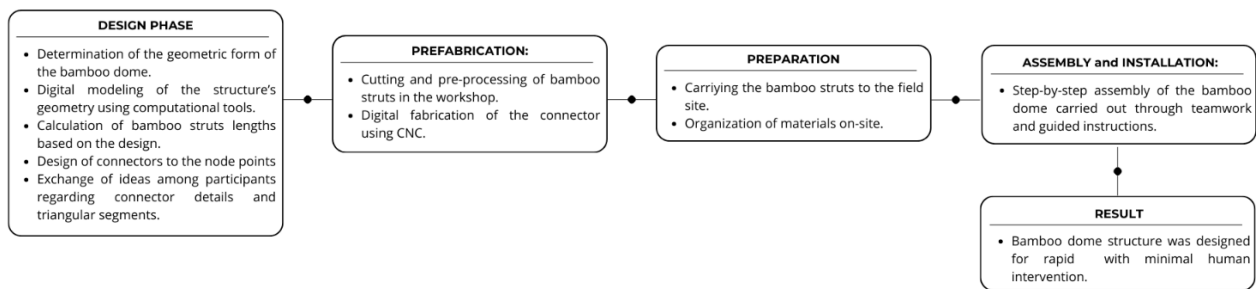 DESIGN PHASE
• Determination of the geometric form of
the bamboo dome.
• Digital modeling of the structure's
geometry using computational tools.
• Calculation of bamboo struts lengths
based on the design.
• Design of connectors to the node points
• Exchange of ideas among participants
regarding connector details and
triangular segments.
PREFABRICATION:
• Cutting and pre-processing of bamboo
struts in the workshop.
• Digital fabrication of the connector
using CNC.
PREPARATION
• Carriying the bamboo struts to the field
site.
• Organization of materials on-site.
ASSEMBLY and INSTALLATION:
• Step-by-step assembly of the bamboo
dome carried out through teamwork
and guided instructions.
RESULT
• Bamboo dome structure was designed
for rapid with minimal human
intervention.